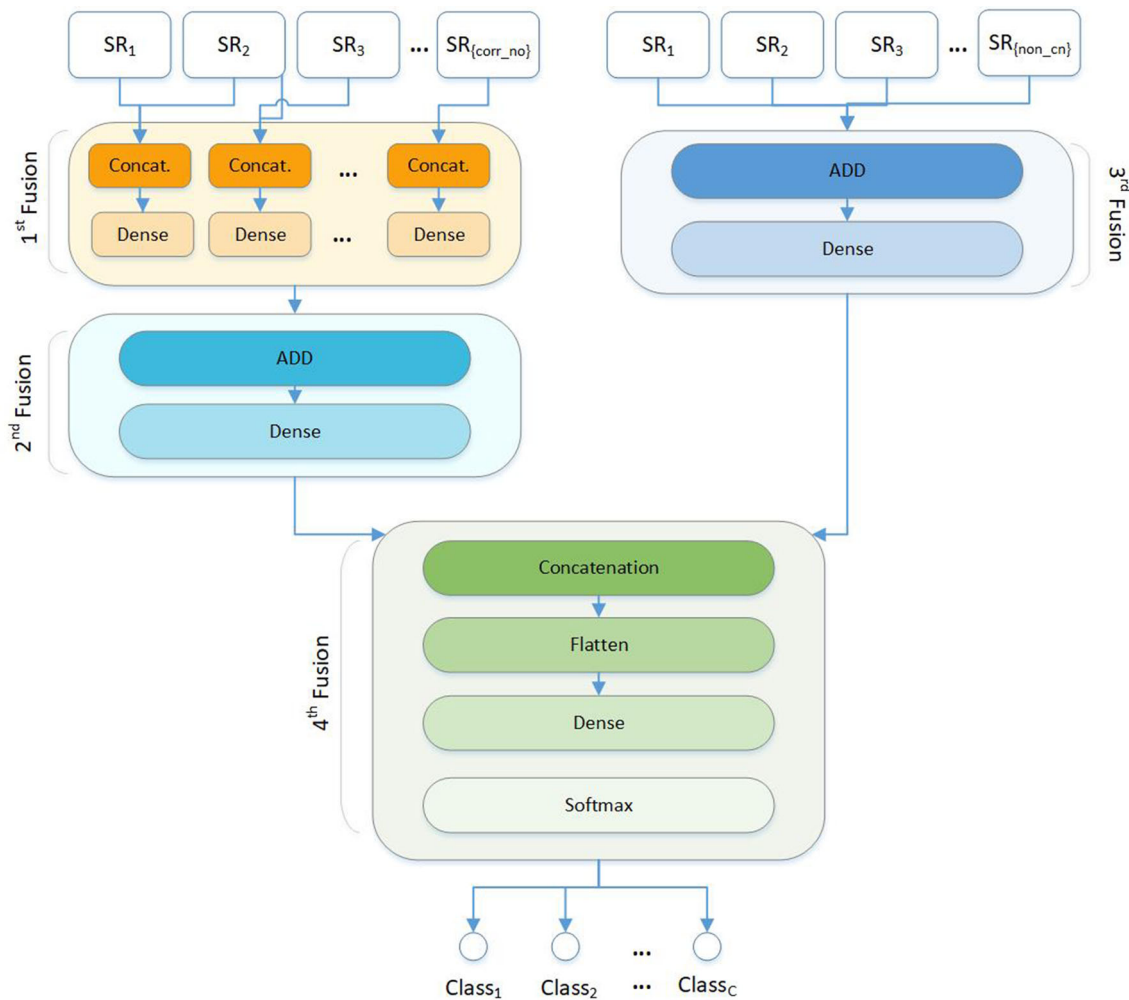 SR1 SR2 SR3 ... SR{corr_no}
SR1 SR2 SR3 ... SR{non_cn}
1st Fusion
Concat. Concat. ... Concat.
Dense Dense ... Dense
3rd Fusion
ADD
Dense
2nd Fusion
ADD
Dense
4th Fusion
Concatenation
Flatten
Dense
Softmax
...
Class1 Class2 ... ClassC